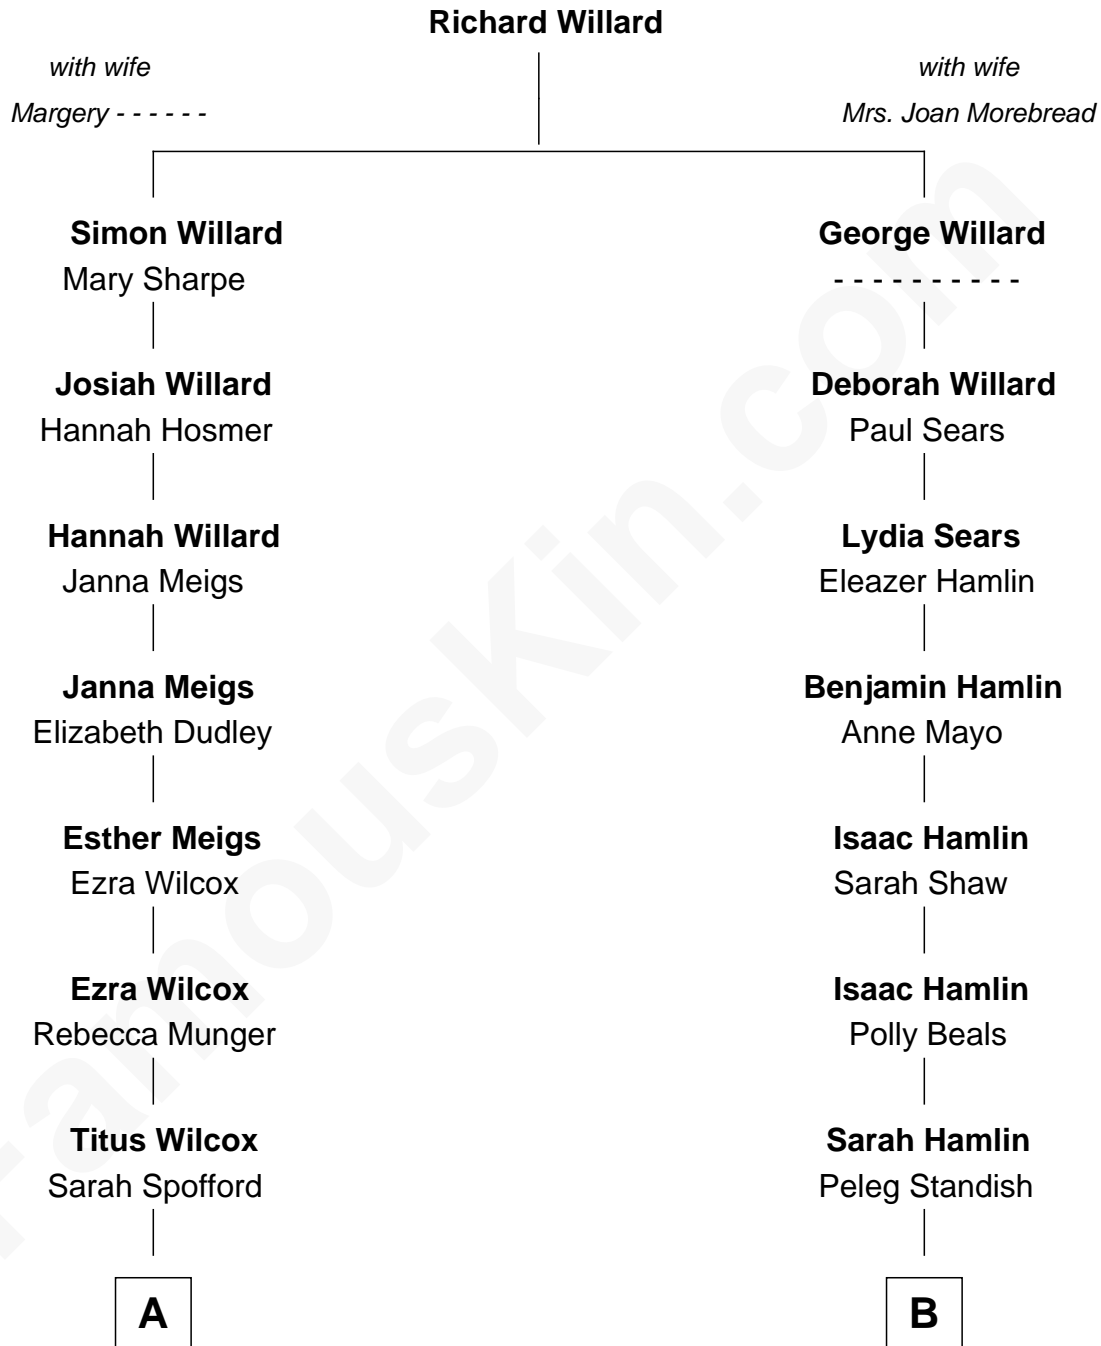 Richard Willard
with wife
Margery - - - - - -
with wife
Mrs. Joan Morebread
Simon Willard
Mary Sharpe
George Willard
- - - - - - - - - -
Josiah Willard
Hannah Hosmer
Deborah Willard
Paul Sears
Hannah Willard
Janna Meigs
Lydia Sears
Eleazer Hamlin
Janna Meigs
Elizabeth Dudley
Benjamin Hamlin
Anne Mayo
Esther Meigs
Ezra Wilcox
Isaac Hamlin
Sarah Shaw
Ezra Wilcox
Rebecca Munger
Isaac Hamlin
Polly Beals
Titus Wilcox
Sarah Spofford
Sarah Hamlin
Peleg Standish
A
B
FamousKin.com